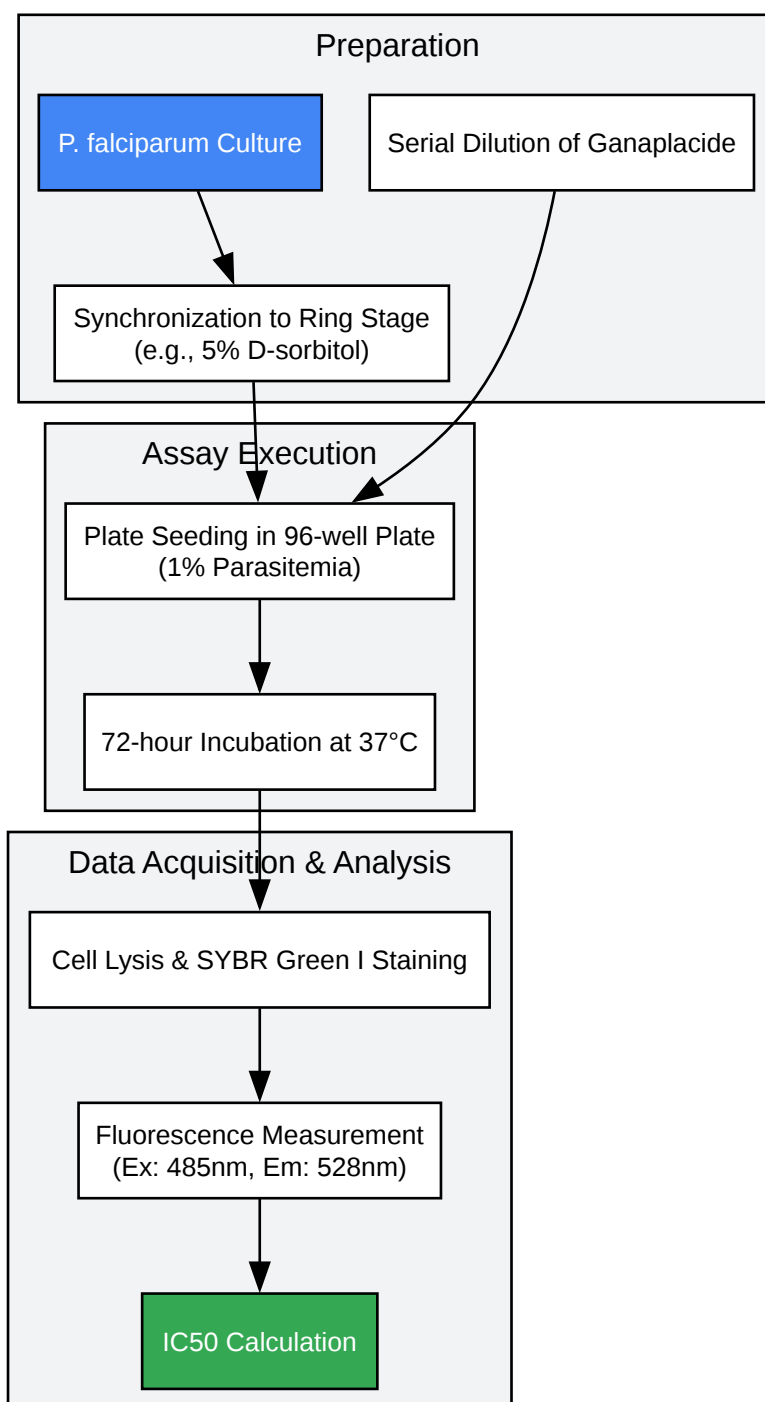 Preparation
P. falciparum Culture
Serial Dilution of Ganaplacide
Synchronization to Ring Stage
(e.g., 5% D-sorbitol)
Assay Execution
Plate Seeding in 96-well Plate
(1% Parasitemia)
72-hour Incubation at 37°C
Data Acquisition & Analysis
Cell Lysis & SYBR Green I Staining
Fluorescence Measurement
(Ex: 485nm, Em: 528nm)
IC50 Calculation